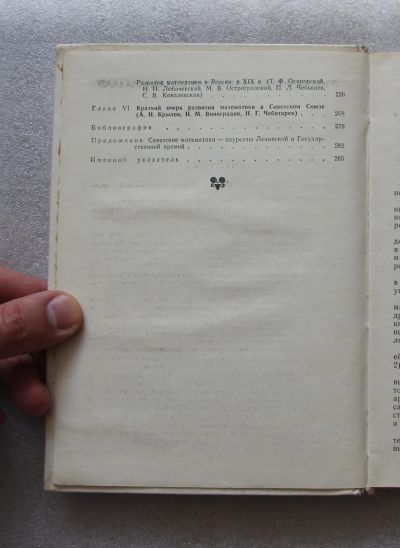 Развитие математики в России в XIX в. (Т. Ф. Осиповский,
Н. И. Лобачевский, М. В. Остроградский, П. Л. Чебышев,
С. В. Ковалевская) . . . . . . . . . . . . 226
Глава VI. Краткий очерк развития математики в Советском Союзе
(А. Н. Крылов, И. М. Виноградов, Н. Г. Чеботарев) . . . . 268
Библиография . . . . . . . . . . . . . . . 279
Приложение. Советские математики — лауреаты Ленинской и Государ-
ственной премий . . . . . . . . . . . . . . 282
Именной указатель . . . . . . . . . . . . . 285